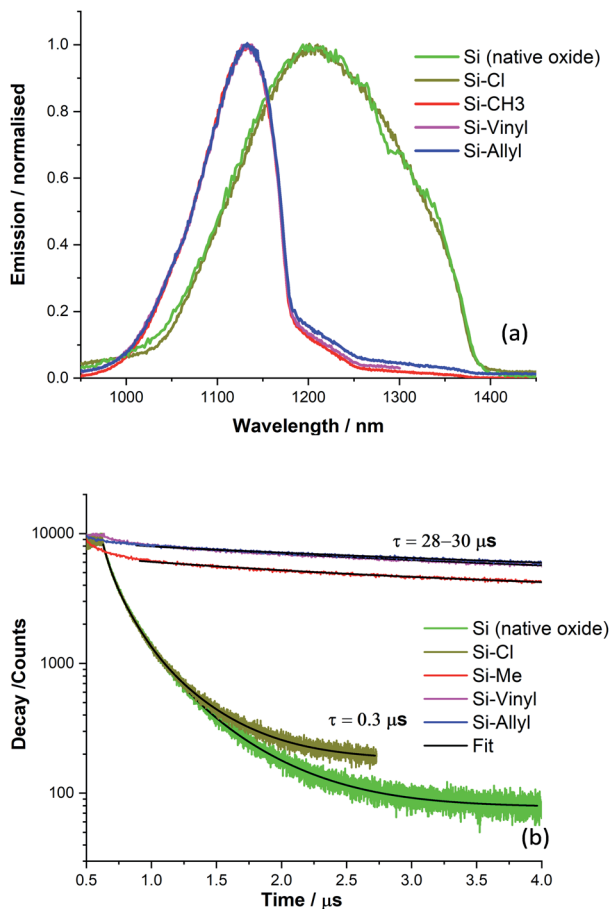 1.0
0.8
0.6
0.4
0.2
0.0
Emission / normalised
Si (native oxide)
Si-Cl
Si-CH3
Si-Vinyl
Si-Allyl
(a)
1000 1100 1200 1300 1400
Wavelength / nm
10000
1000
100
Decay /Counts
τ = 28–30 μs
Si (native oxide)
Si-Cl
Si-Me
Si-Vinyl
Si-Allyl
Fit
τ = 0.3 μs
(b)
0.5 1.0 1.5 2.0 2.5 3.0 3.5 4.0
Time / μs